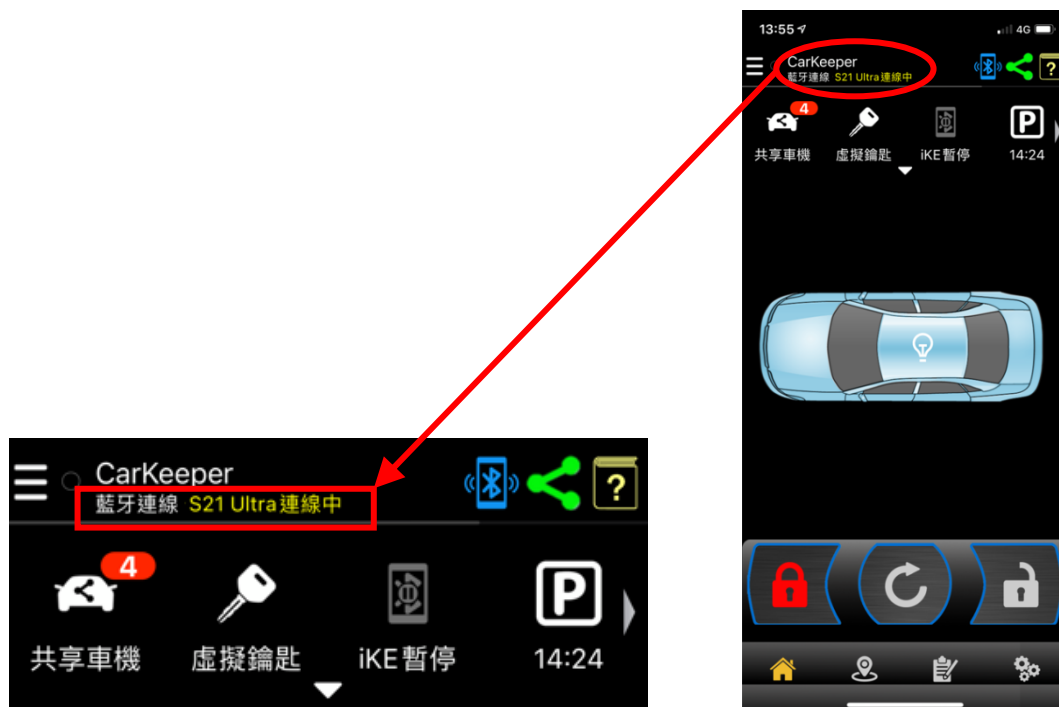 13:55
4G
CarKeeper
藍牙連線 S21 Ultra連線中
?
4
P
共享車機 虛擬鑰匙 iKE暫停 14:24
CarKeeper
藍牙連線 S21 Ultra連線中
?
4
P
共享車機 虛擬鑰匙 iKE暫停 14:24